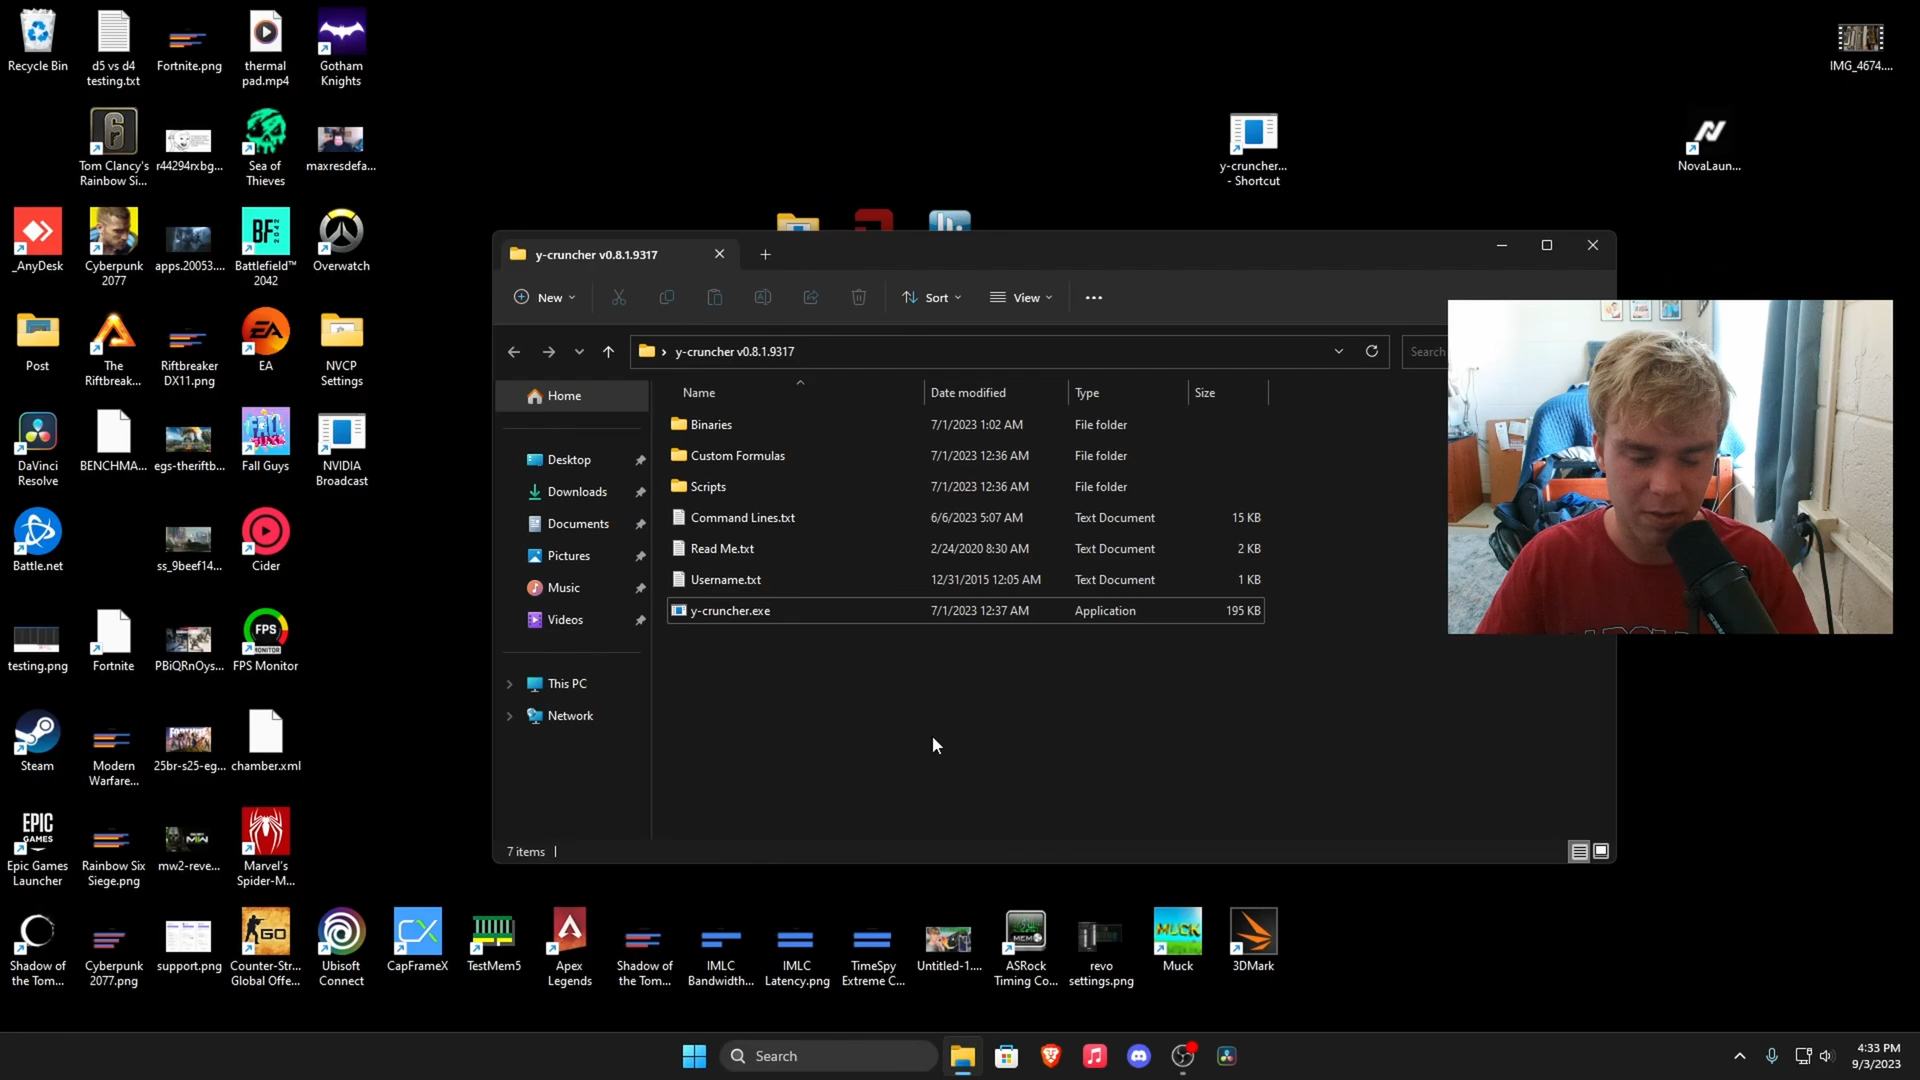 Recycle Bin
d5 vs d4
testing.txt
Fortnite.png
thermal
pad.mp4
Gotham
Knights
IMG_4674....
Tom Clancy's
Rainbow Si...
r44294rxbg...
Sea of
Thieves
maxresdefa...
y-cruncher...
- Shortcut
NovaLaun...
_AnyDesk
Cyberpunk
2077
apps.20053....
BF
2042
Battlefield™
2042
Overwatch
Post
The
Riftbreak...
Riftbreaker
DX11.png
EA
EA
NVCP
Settings
DaVinci
Resolve
BENCHMA...
egs-theriftb...
Fall Guys
NVIDIA
Broadcast
Battle.net
ss_9beef14...
Cider
testing.png
Fortnite
PBiQRnOys...
FPS
MONITOR
FPS Monitor
Steam
Modern
Warfare...
25br-s25-eg...
chamber.xml
EPIC
GAMES
Epic Games
Launcher
Rainbow Six
Siege.png
mw2-reve...
Marvel's
Spider-M...
Shadow of
the Tom...
Cyberpunk
2077.png
support.png
GO
Counter-Str...
Global Offe...
Ubisoft
Connect
CX
CapFrameX
TestMem5
Apex
Legends
Shadow of
the Tom...
IMLC
Bandwidth...
IMLC
Latency.png
TimeSpy
Extreme C...
Untitled-1....
MEM
ASRock
Timing Co...
revo
settings.png
MUCK
Muck
3DMark
y-cruncher v0.8.1.9317
New
Sort
View
y-cruncher v0.8.1.9317
Search
Home
Desktop
Downloads
Documents
Pictures
Music
Videos
This PC
Network
Name Date modified Type Size
Binaries 7/1/2023 1:02 AM File folder
Custom Formulas 7/1/2023 12:36 AM File folder
Scripts 7/1/2023 12:36 AM File folder
Command Lines.txt 6/6/2023 5:07 AM Text Document 15 KB
Read Me.txt 2/24/2020 8:30 AM Text Document 2 KB
Username.txt 12/31/2015 12:05 AM Text Document 1 KB
y-cruncher.exe 7/1/2023 12:37 AM Application 195 KB
7 items
Search
4:33 PM
9/3/2023